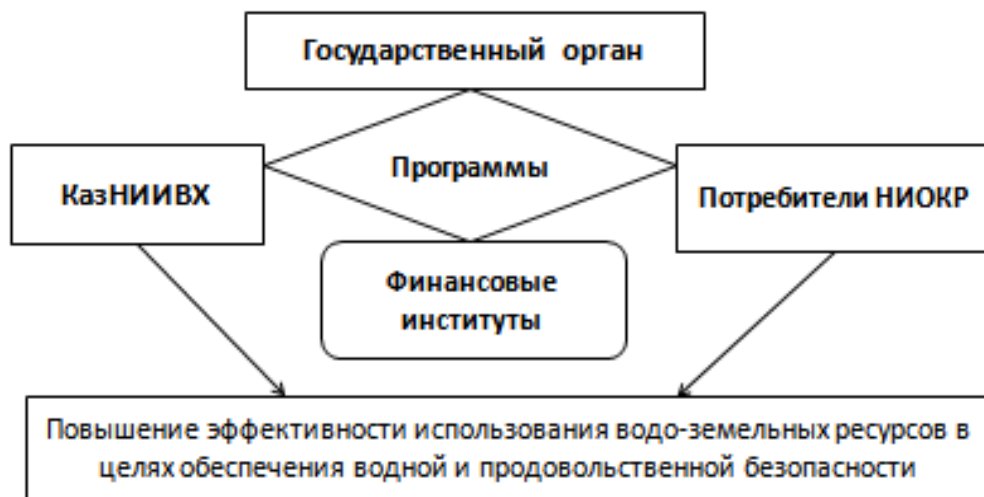 Государственный орган
Программы
КазНИИВХ
Потребители НИОКР
Финансовые
институты
Повышение эффективности использования водо-земельных ресурсов в
целях обеспечения водной и продовольственной безопасности